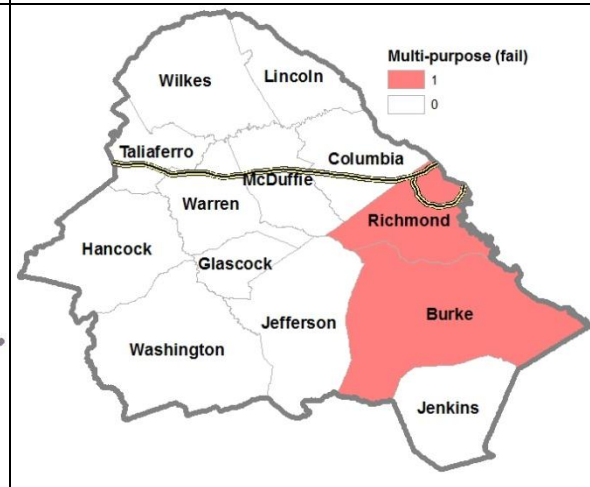 Multi-purpose (fail)
1
0
Wilkes
Lincoln
Taliaferro
Columbia
McDuffie
Warren
Richmond
Hancock
Glascock
Jefferson
Burke
Washington
Jenkins